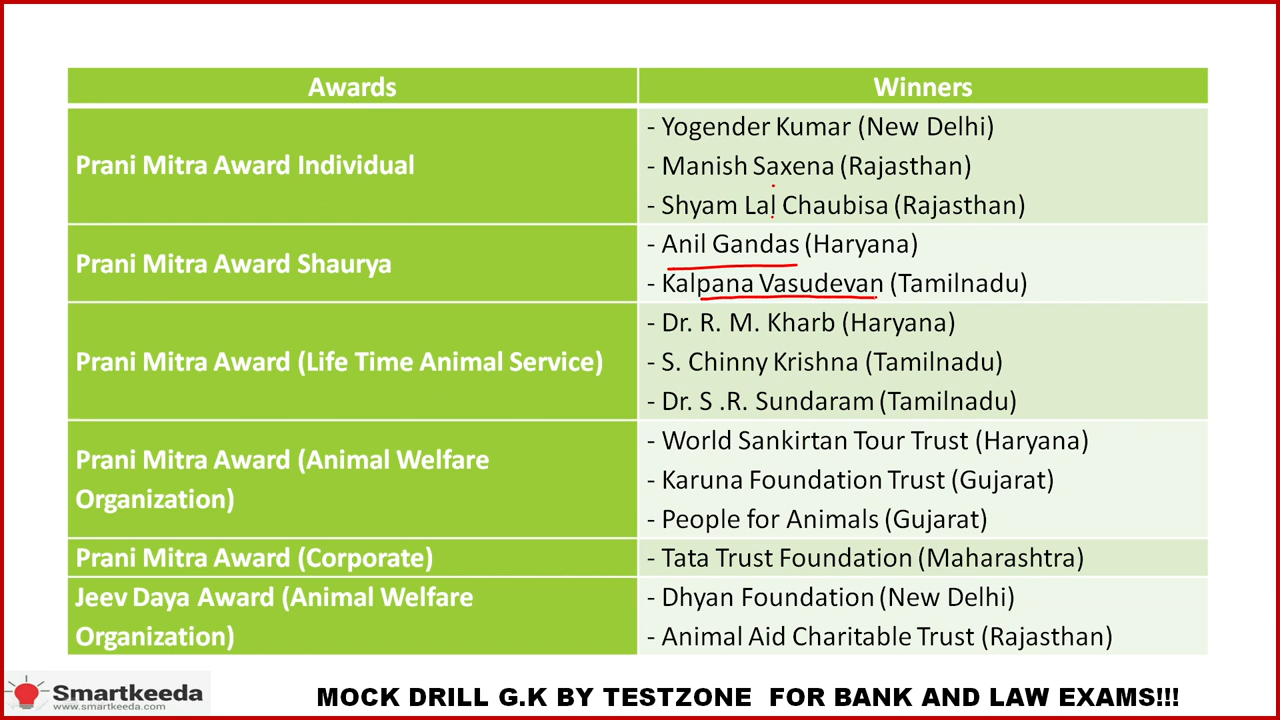 Awards
Winners
Prani Mitra Award Individual
- Yogender Kumar (New Delhi)
- Manish Saxena (Rajasthan)
- Shyam Lal Chaubisa (Rajasthan)
Prani Mitra Award Shaurya
- Anil Gandas (Haryana)
- Kalpana Vasudevan (Tamilnadu)
Prani Mitra Award (Life Time Animal Service)
- Dr. R. M. Kharb (Haryana)
- S. Chinny Krishna (Tamilnadu)
- Dr. S .R. Sundaram (Tamilnadu)
Prani Mitra Award (Animal Welfare
Organization)
- World Sankirtan Tour Trust (Haryana)
- Karuna Foundation Trust (Gujarat)
- People for Animals (Gujarat)
Prani Mitra Award (Corporate)
- Tata Trust Foundation (Maharashtra)
Jeev Daya Award (Animal Welfare
Organization)
- Dhyan Foundation (New Delhi)
- Animal Aid Charitable Trust (Rajasthan)
Smartkeeda
www.smartkeeda.com
MOCK DRILL G.K BY TESTZONE FOR BANK AND LAW EXAMS!!!